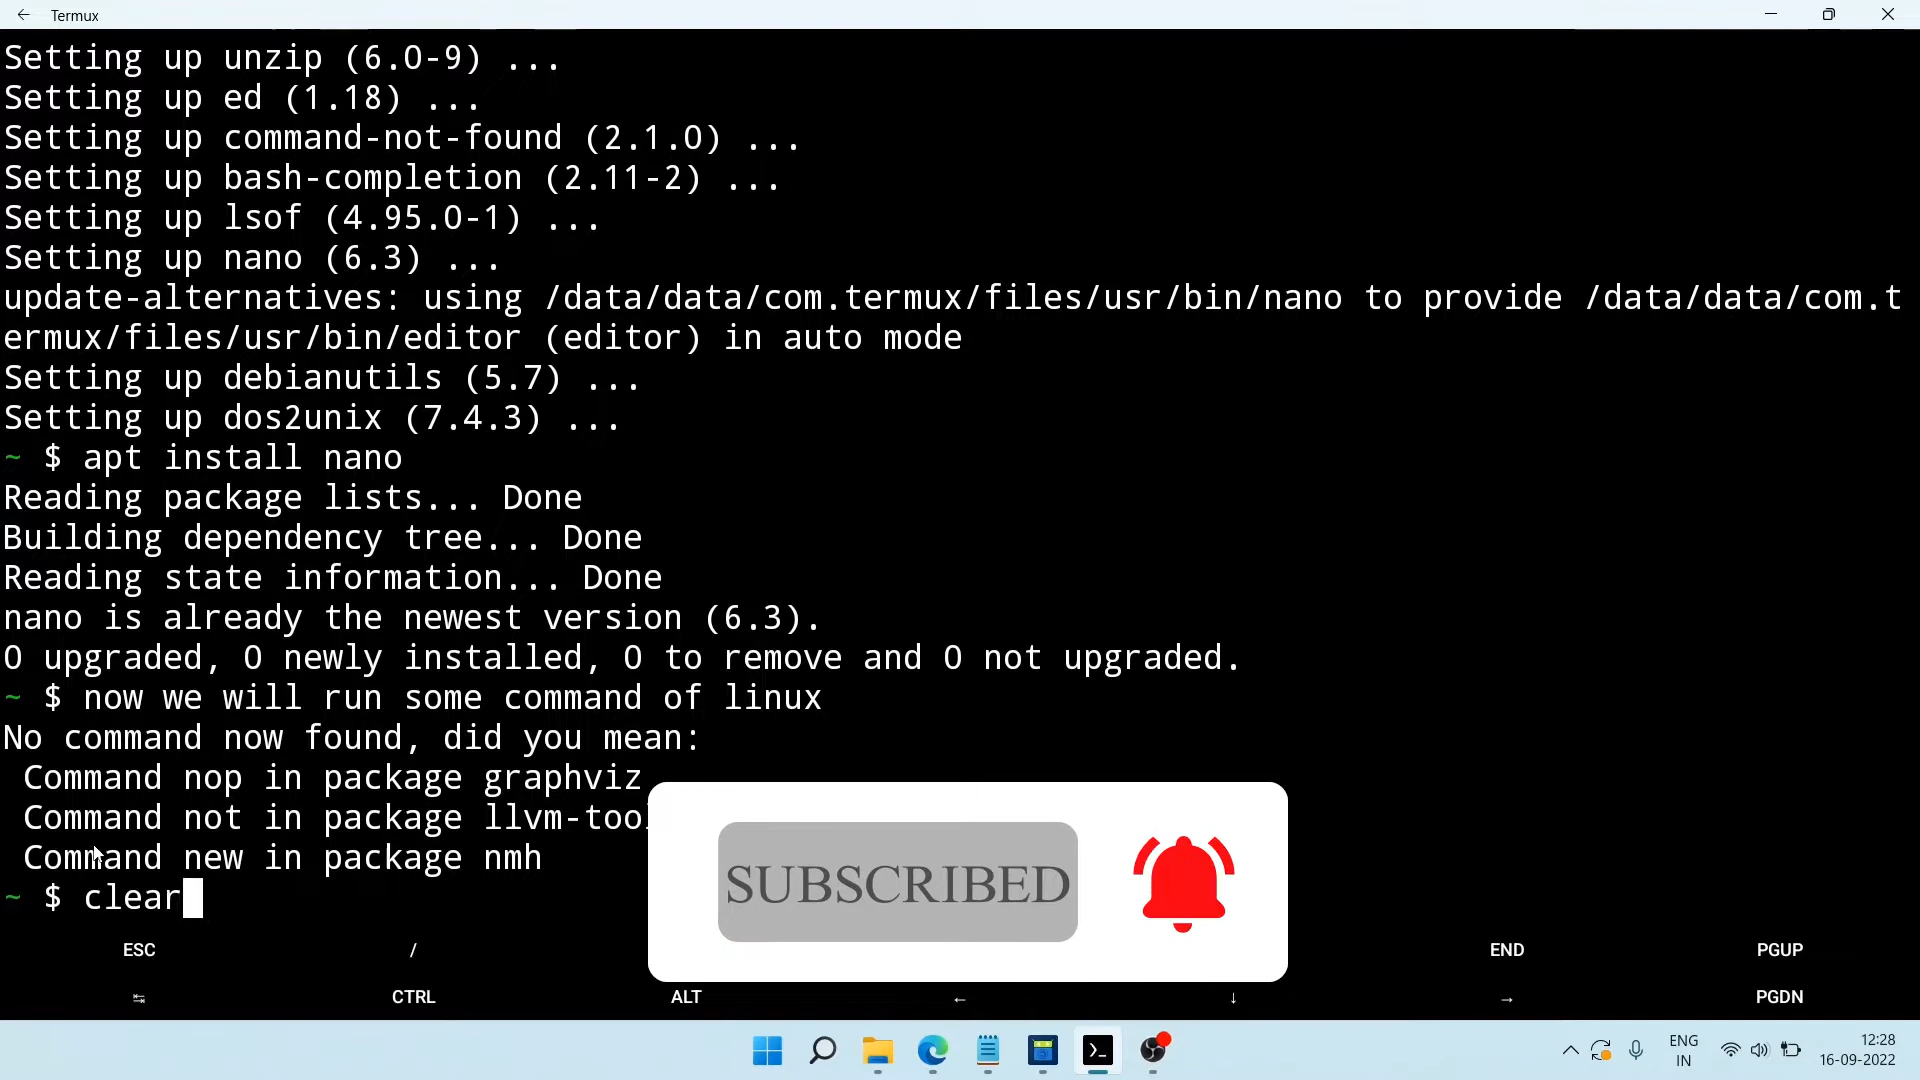 Termux
Setting up unzip (6.0-9) ...
Setting up ed (1.18) ...
Setting up command-not-found (2.1.0) ...
Setting up bash-completion (2.11-2) ...
Setting up lsof (4.95.0-1) ...
Setting up nano (6.3) ...
update-alternatives: using /data/data/com.termux/files/usr/bin/nano to provide /data/data/com.t
ermux/files/usr/bin/editor (editor) in auto mode
Setting up debianutils (5.7) ...
Setting up dos2unix (7.4.3) ...
~ $ apt install nano
Reading package lists... Done
Building dependency tree... Done
Reading state information... Done
nano is already the newest version (6.3).
0 upgraded, 0 newly installed, 0 to remove and 0 not upgraded.
~ $ now we will run some command of linux
No command now found, did you mean:
Command nop in package graphviz
Command not in package llvm-tool
Command new in package nmh
SUBSCRIBED
~ $ clear
ESC / END PGUP
CTRL ALT ← ↓ → PGDN
ENG
IN
12:28
16-09-2022